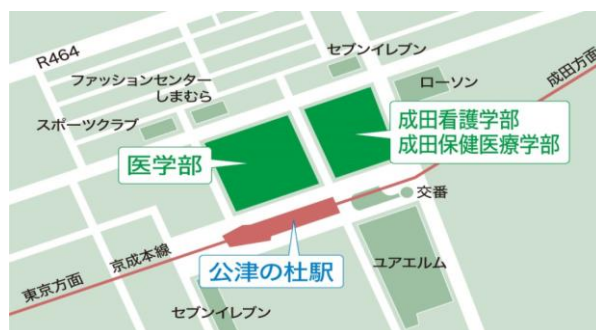 R464
セブンイレブン
成田方面
ファッションセンター
しまむら
ローソン
スポーツクラブ
成田看護学部
成田保健医療学部
医学部
交番
京成本線
公津の杜駅
ユアエルム
東京方面
セブンイレブン